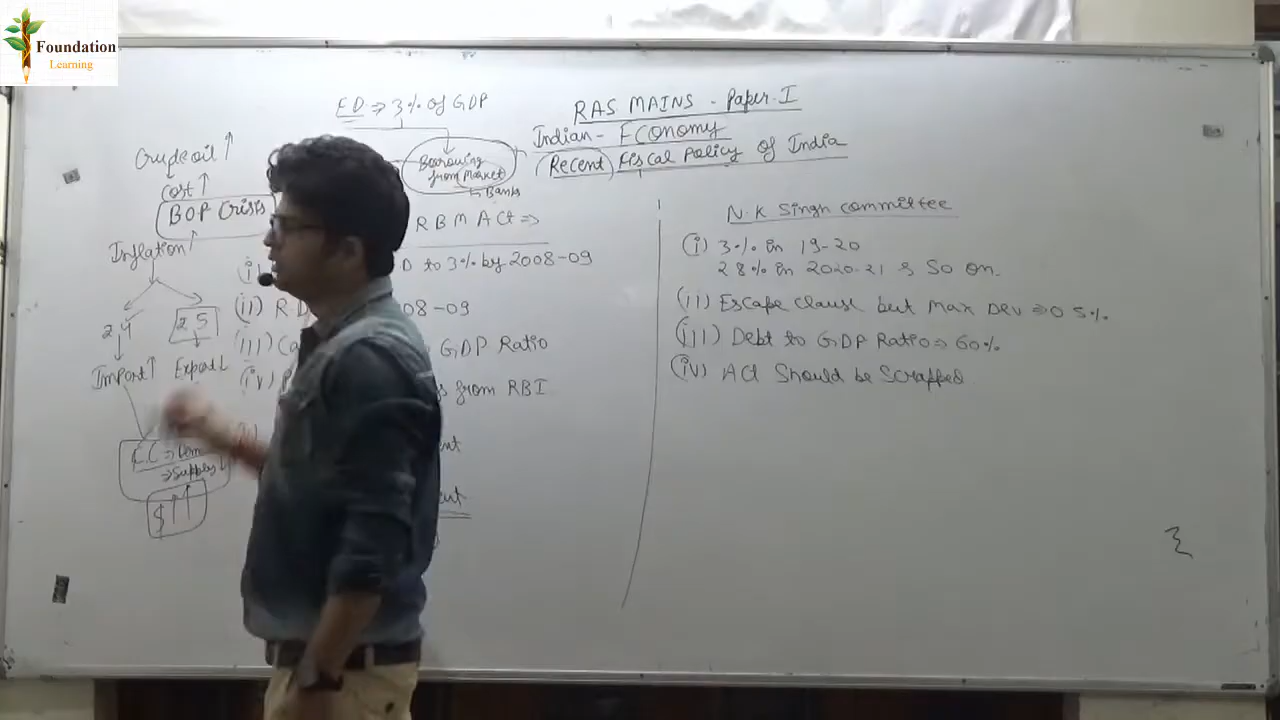 Foundation
Learning
RAS MAINS - Paper-I
Indian - Economy
Recent Fiscal Policy of India
F.D ⇒ 3% of GDP
Borrowing
from Market
↳ Banks
Crude oil ↑
Cost ↑
BOP Crisis
Inflation ↑
24
25
Import ↑
Export ↓
⇒ Supply ↓
$ ↑↑
RBM Act ⇒
(i) D to 3% by 2008-09
(ii) R D 08-09
(iii) Ca GDP Ratio
(iv) P s from RBI
N.K Singh committee
(i) 3% in 19-20
2.8% in 2020-21 & So on.
(ii) Escape Clause but Max Dev ⇒ 0.5%
(iii) Debt to GDP Ratio ⇒ 60%
(iv) Act Should be Scrapped